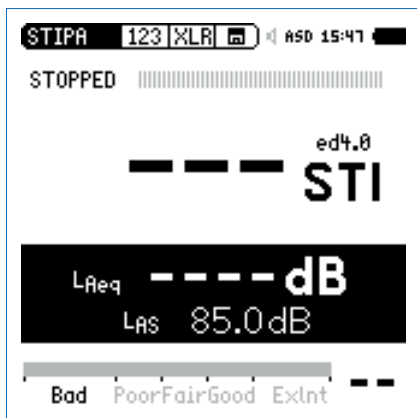 STIPA 123 XLR ASD 15:47
STOPPED
ed4.0
--- STI
LAeq ----dB
LAS 85.0dB
Bad Poor Fair Good Exlnt --